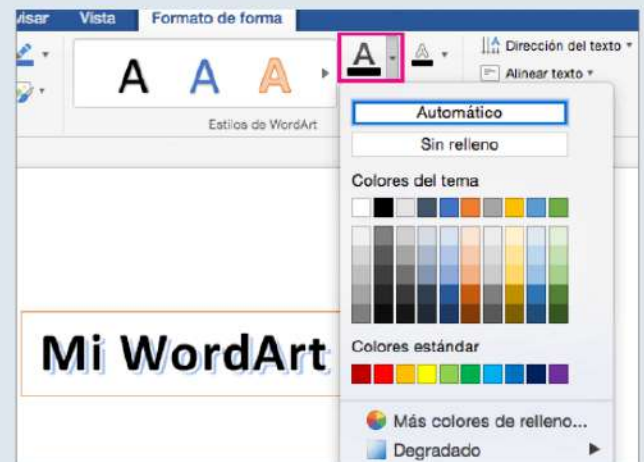 visar Vista Formato de forma
A A A A A Dirección del texto
Alinear texto
Estilos de WordArt
Automático
Sin relleno
Colores del tema
Mi WordArt
Colores estándar
Más colores de relleno...
Degradado